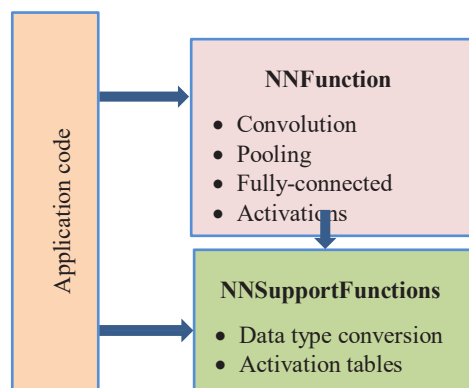 Application code
NNFunction
• Convolution
• Pooling
• Fully-connected
• Activations
NNSupportFunctions
• Data type conversion
• Activation tables